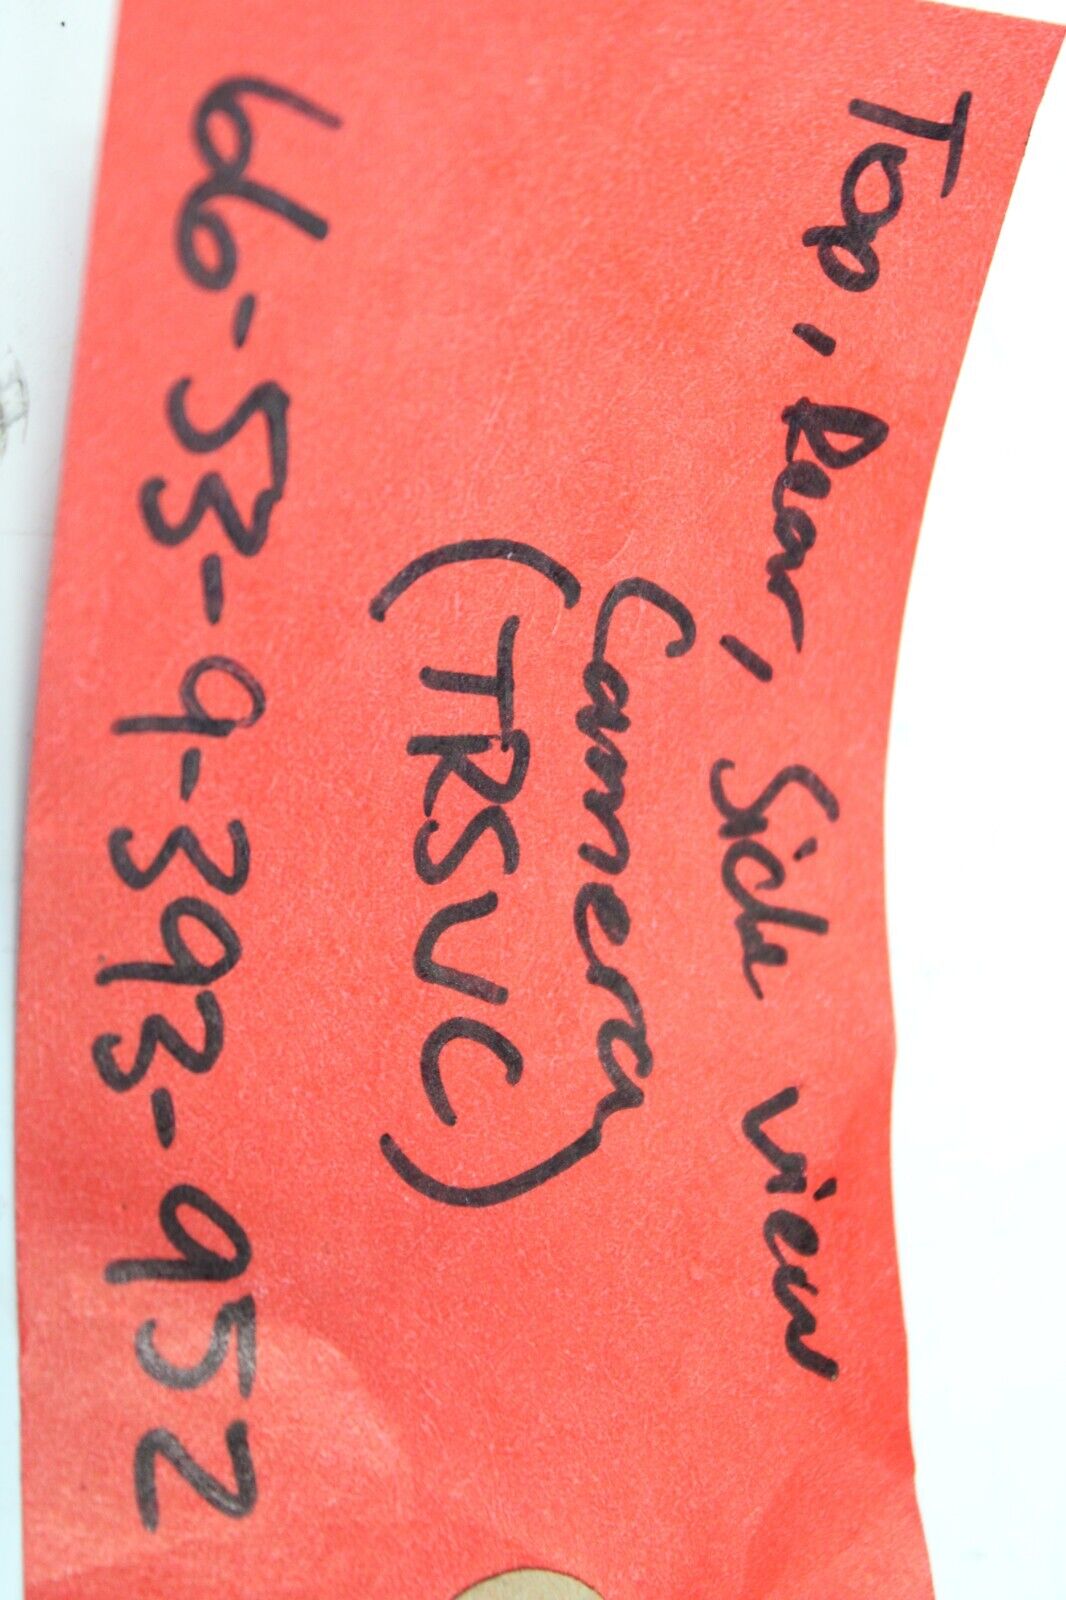 Top, Rear, Side view
Camera
(TRSVC)
66-53-9-393-952